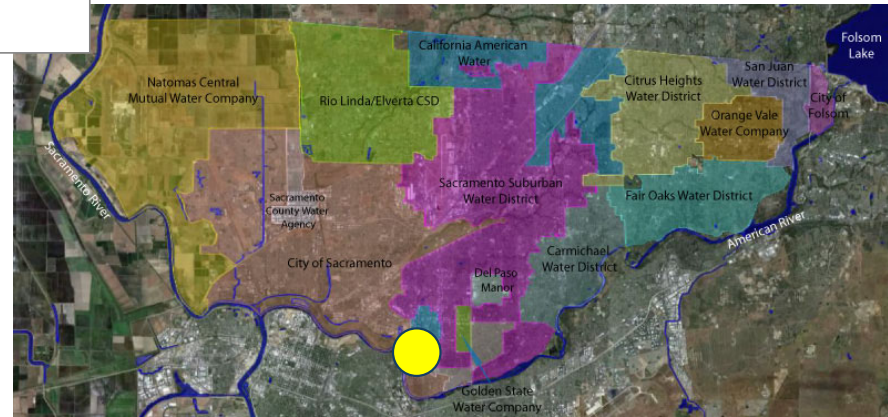 California American
Water
Folsom
Lake
Natomas Central
Mutual Water Company
Rio Linda/Elverta CSD
Citrus Heights
Water District
San Juan
Water District
City of
Folsom
Orange Vale
Water Company
Sacramento River
Sacramento
County Water
Agency
Sacramento Suburban
Water District
Fair Oaks Water District
American River
City of Sacramento
Carmichael
Water District
Del Paso
Manor
Golden State
Water Company